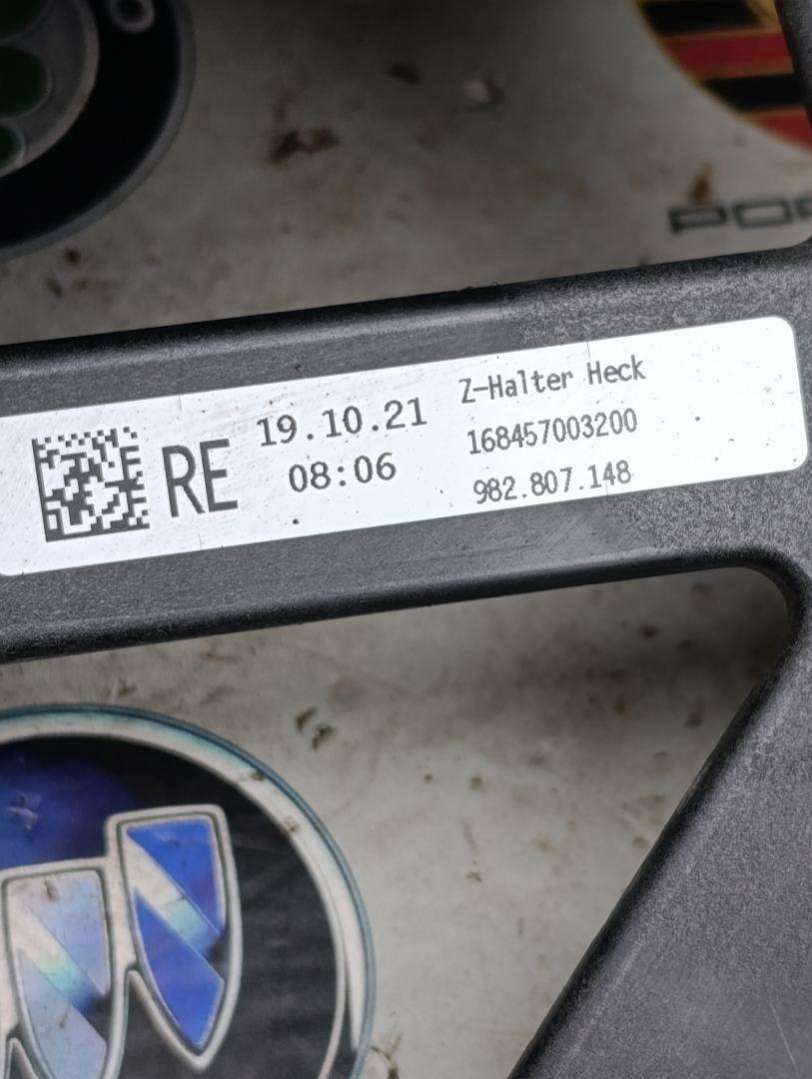 RE
19.10.21
08:06
Z-Halter Heck
168457003200
982.807.148